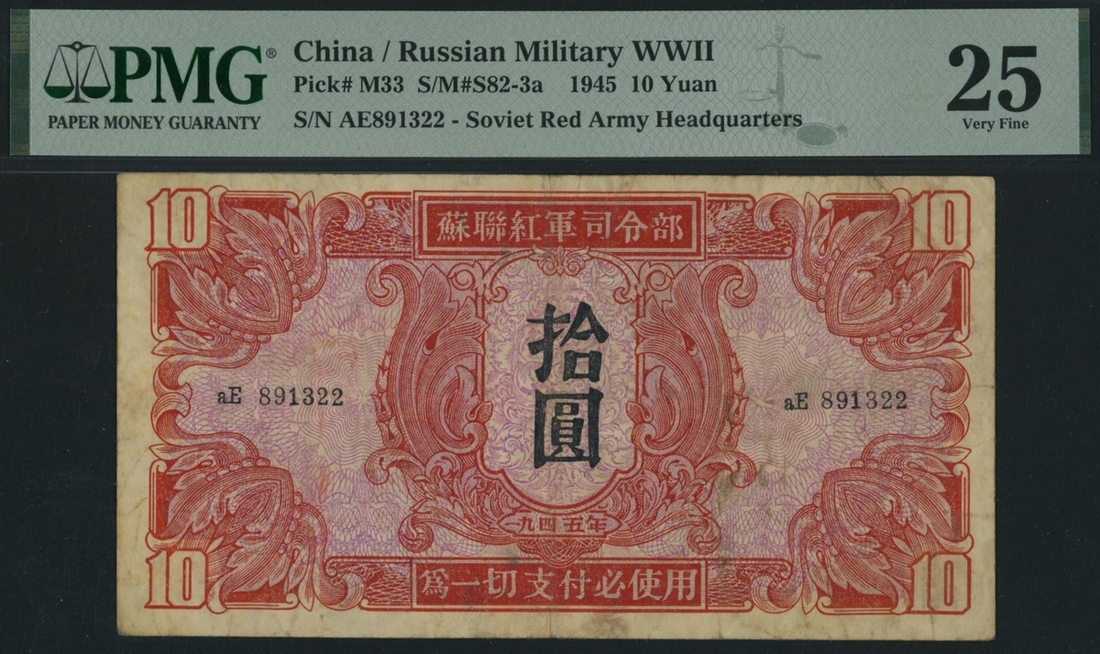 PMG®
PAPER MONEY GUARANTY
China / Russian Military WWII
Pick# M33 S/M#S82-3a 1945 10 Yuan
S/N AE891322 - Soviet Red Army Headquarters
25
Very Fine
10
蘇聯紅軍司令部
10
拾圓
aE 891322
aE 891322
一九四五年
10
為一切支付必使用
10